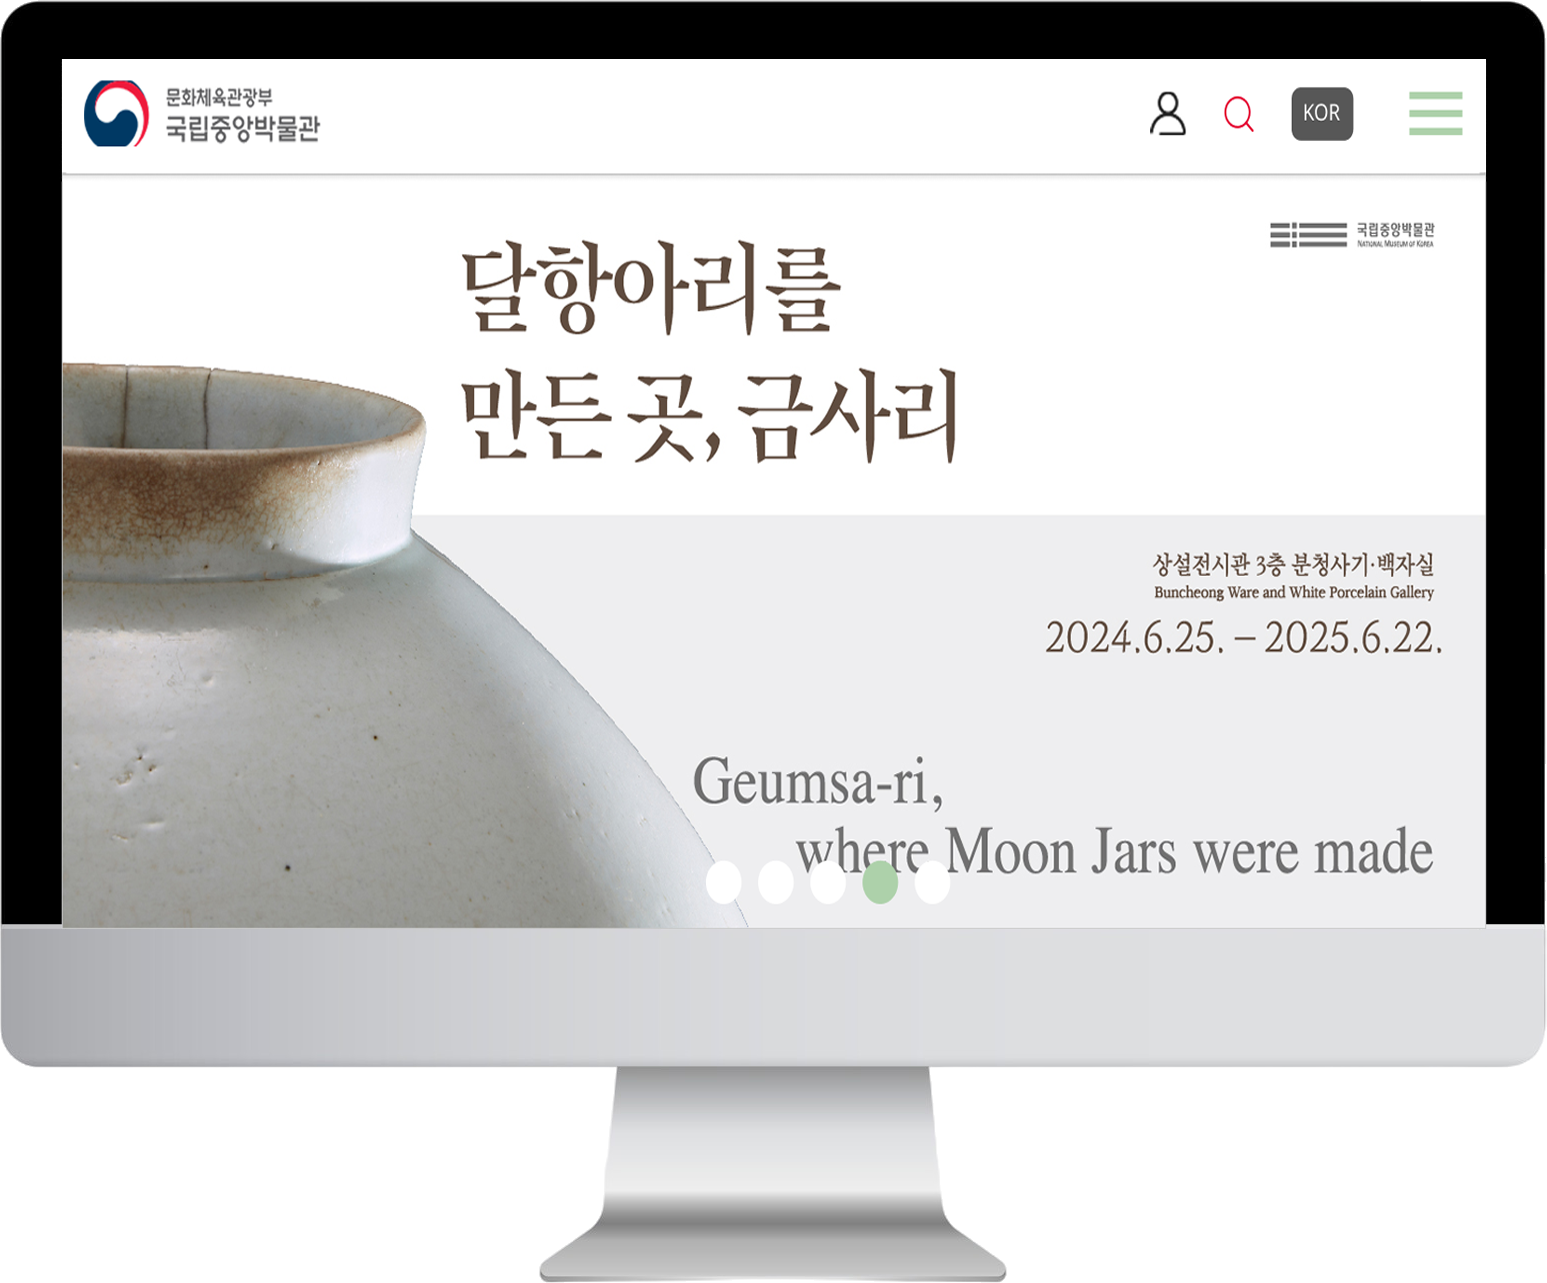 문화체육관광부
국립중앙박물관
KOR
국립중앙박물관
NATIONAL MUSEUM OF KOREA
달항아리를
만든 곳, 금사리
상설전시관 3층 분청사기·백자실
Buncheong Ware and White Porcelain Gallery
2024.6.25. – 2025.6.22.
Geumsa-ri,
where Moon Jars were made